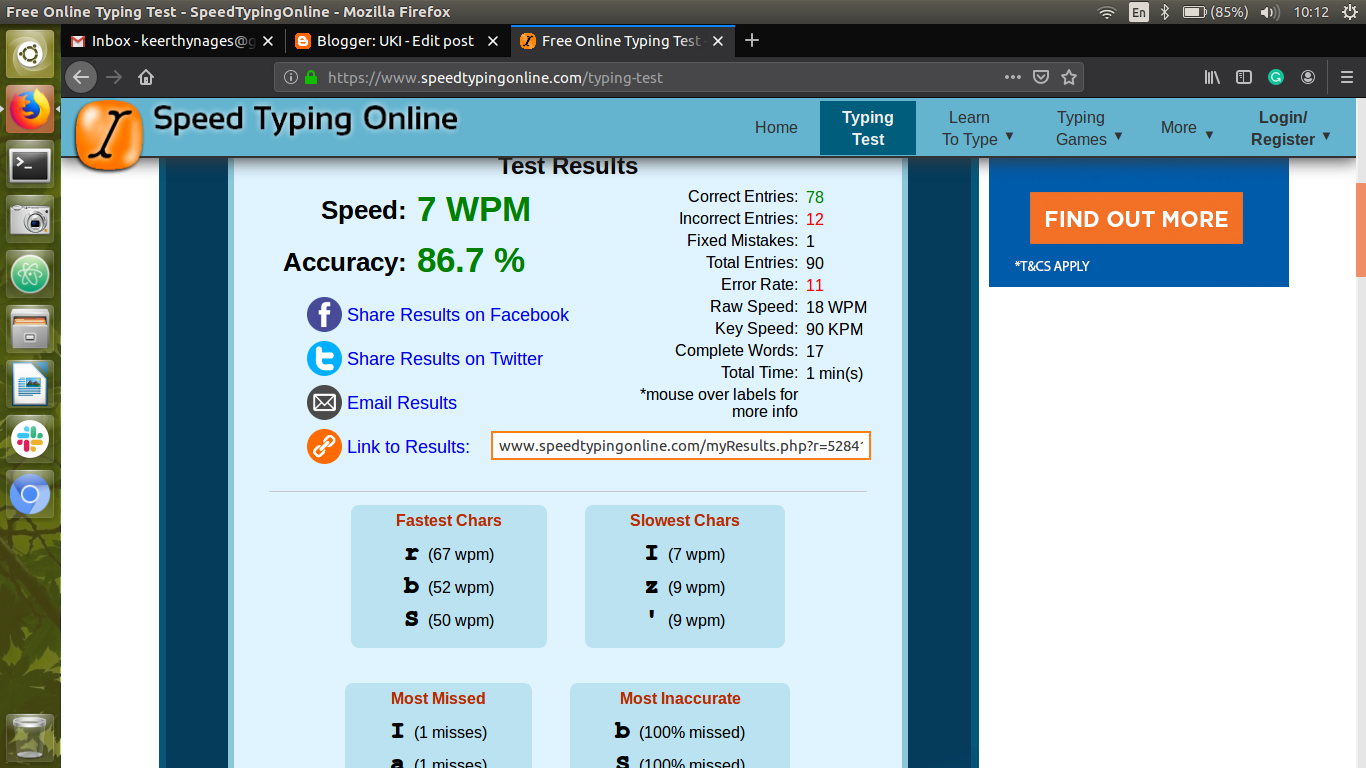 Free Online Typing Test - SpeedTypingOnline - Mozilla Firefox
En (85%) 10:12
Inbox - keerthynages@g
Blogger: UKI - Edit post
Free Online Typing Test
https://www.speedtypingonline.com/typing-test
Speed Typing Online
Home
Typing Test
Learn To Type
Typing Games
More
Login/ Register
Test Results
Speed: 7 WPM
Accuracy: 86.7 %
Share Results on Facebook
Share Results on Twitter
Email Results
Link to Results: www.speedtypingonline.com/myResults.php?r=5284
Correct Entries: 78
Incorrect Entries: 12
Fixed Mistakes: 1
Total Entries: 90
Error Rate: 11
Raw Speed: 18 WPM
Key Speed: 90 KPM
Complete Words: 17
Total Time: 1 min(s)
*mouse over labels for
more info
Fastest Chars
r (67 wpm)
b (52 wpm)
S (50 wpm)
Slowest Chars
I (7 wpm)
z (9 wpm)
' (9 wpm)
Most Missed
I (1 misses)
a (1 misses)
Most Inaccurate
b (100% missed)
S (100% missed)
FIND OUT MORE
*T&CS APPLY